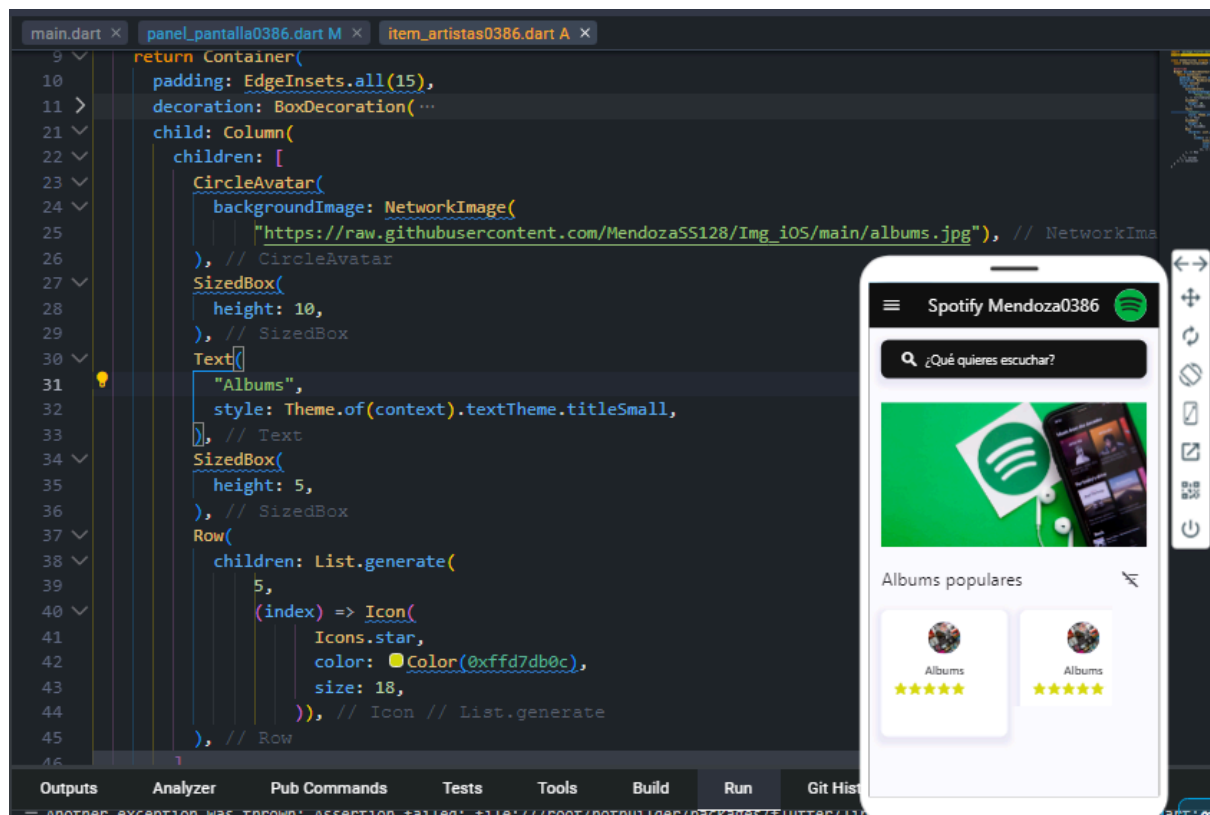 main.dart × panel_pantalla0386.dart M × item_artistas0386.dart A ×
9 return Container(
10 padding: EdgeInsets.all(15),
11 decoration: BoxDecoration(…
21 child: Column(
22 children: [
23 CircleAvatar(
24 backgroundImage: NetworkImage(
25 "https://raw.githubusercontent.com/MendozaSS128/Img_iOS/main/albums.jpg"), // NetworkIma
26 ), // CircleAvatar
27 SizedBox(
28 height: 10,
29 ), // SizedBox
30 Text(
31 "Albums",
32 style: Theme.of(context).textTheme.titleSmall,
33 ), // Text
34 SizedBox(
35 height: 5,
36 ), // SizedBox
37 Row(
38 children: List.generate(
39 5,
40 (index) => Icon(
41 Icons.star,
42 color: Color(0xffd7db0c),
43 size: 18,
44 )), // Icon // List.generate
45 ), // Row
46 ]
Outputs Analyzer Pub Commands Tests Tools Build Run Git Hist
Another exception was thrown: Assertion failed:
Spotify Mendoza0386
¿Qué quieres escuchar?
Albums populares
Albums
Albums